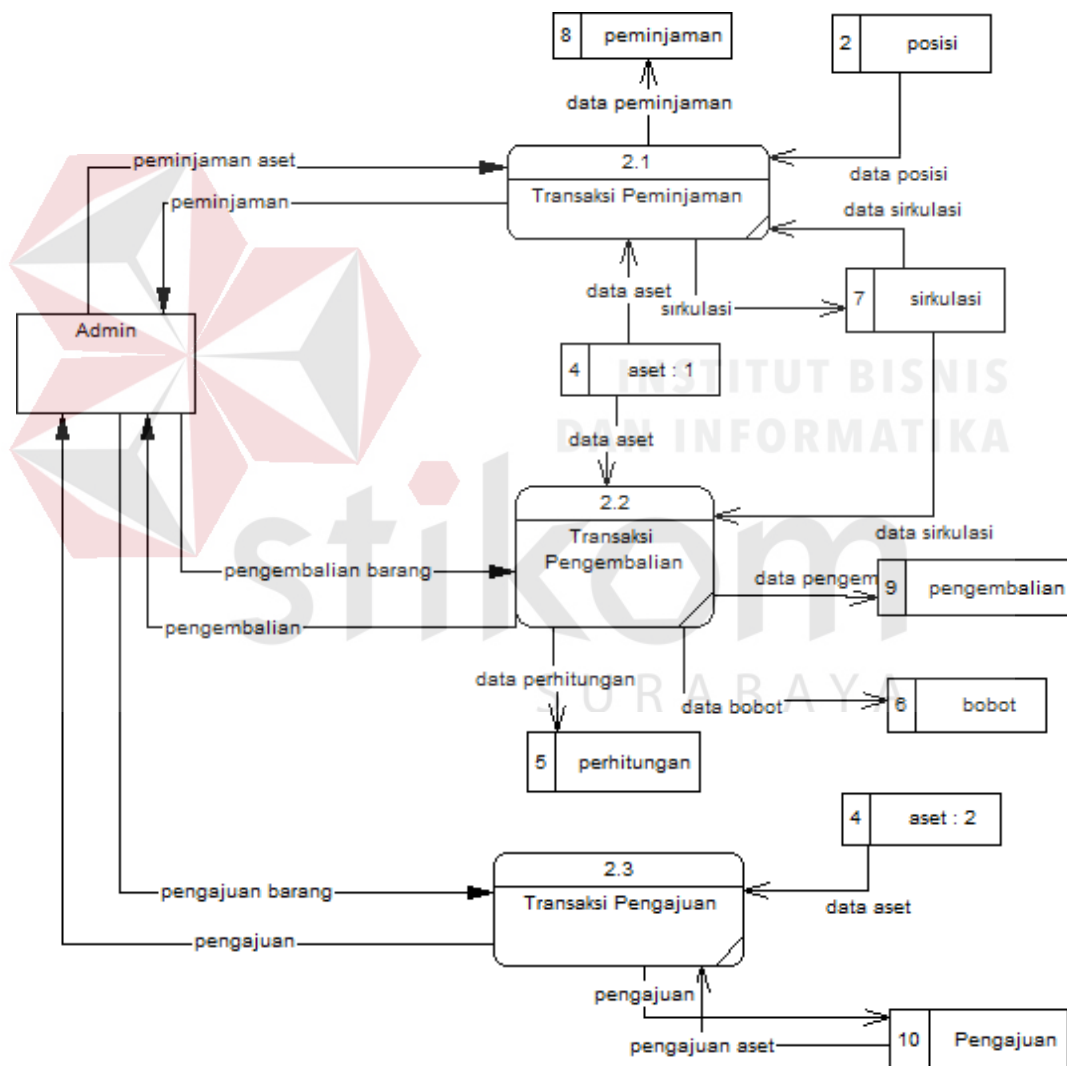 8 peminjaman
2 posisi
data peminjaman
peminjaman aset
2.1
Transaksi Peminjaman
data posisi
peminjaman
data sirkulasi
7 sirkulasi
data aset
sirkulasi
Admin
4 aset : 1
INSTITUT BISNIS
DAN INFORMATIKA
data aset
2.2
Transaksi
Pengembalian
data sirkulasi
stikom
SURABAYA
pengembalian barang
data pengem
9 pengembalian
pengembalian
data perhitungan
data bobot
6 bobot
5 perhitungan
4 aset : 2
2.3
Transaksi Pengajuan
pengajuan barang
data aset
pengajuan
pengajuan
10 Pengajuan
pengajuan aset